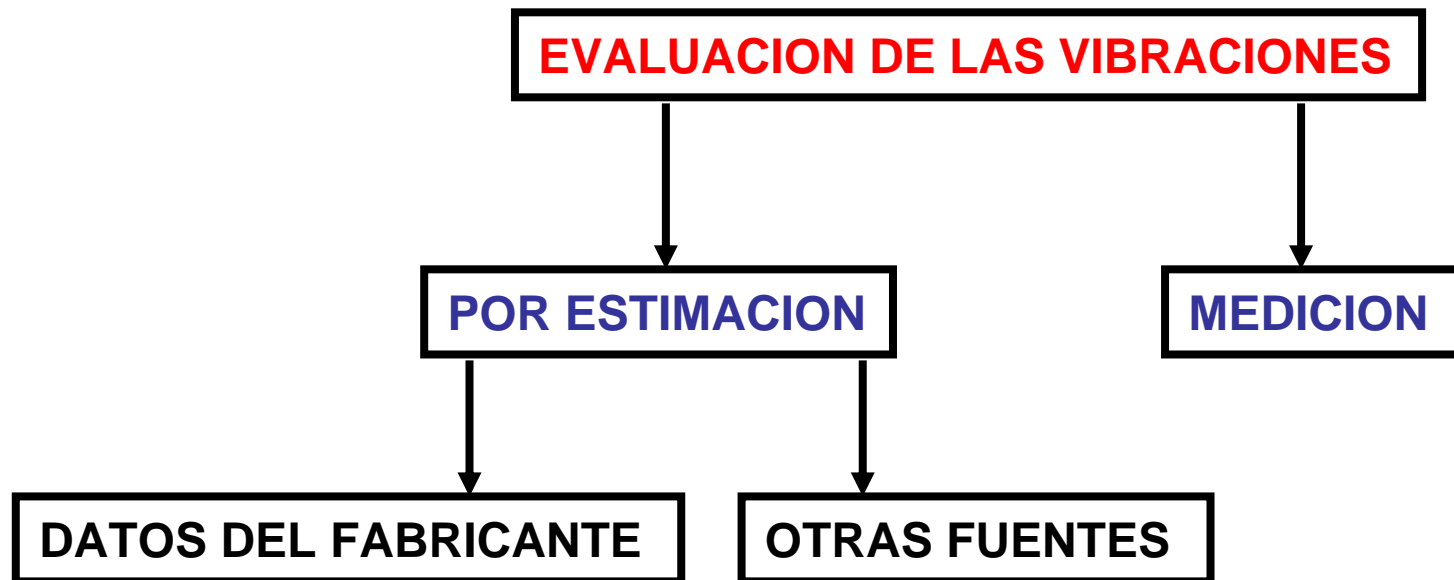 EVALUACION DE LAS VIBRACIONES
POR ESTIMACION
MEDICION
DATOS DEL FABRICANTE
OTRAS FUENTES